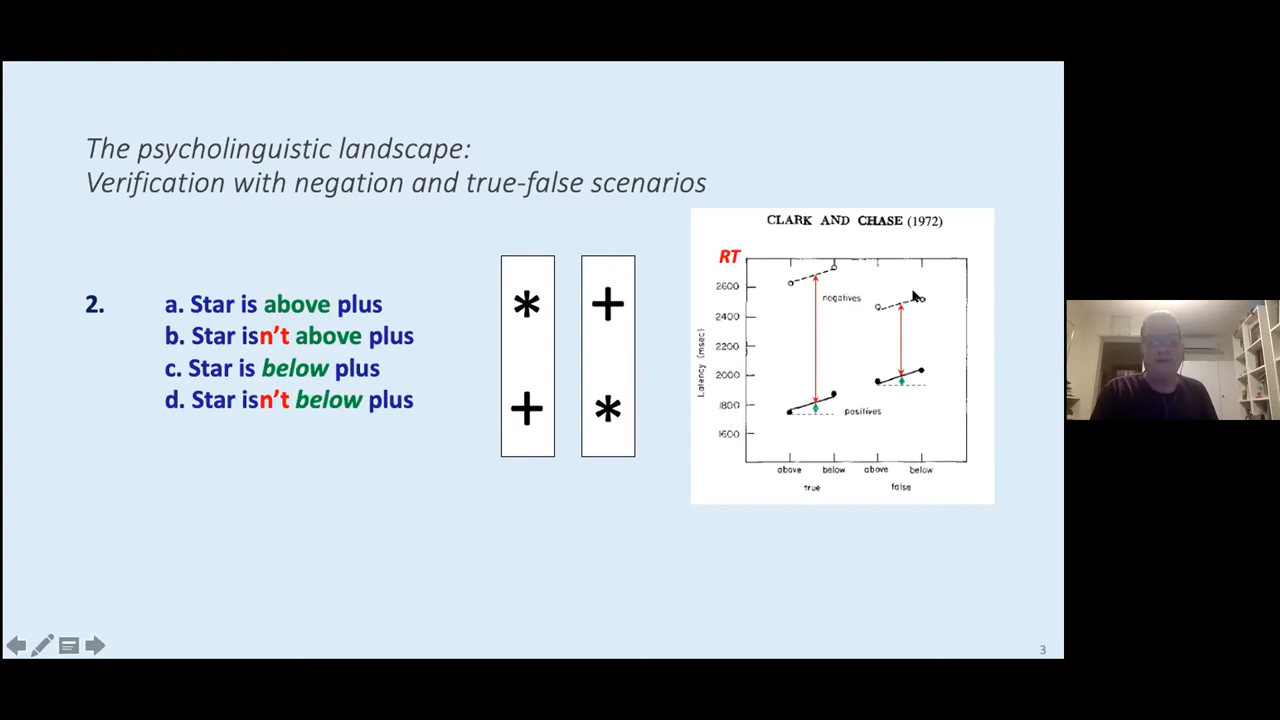 The psycholinguistic landscape:
Verification with negation and true-false scenarios
2.
a. Star is above plus
b. Star isn't above plus
c. Star is below plus
d. Star isn't below plus
* +
+ *
CLARK AND CHASE (1972)
RT
2600
2400
2200
2000
1800
1600
Latency (msec)
negatives
positives
above below above below
true false
3